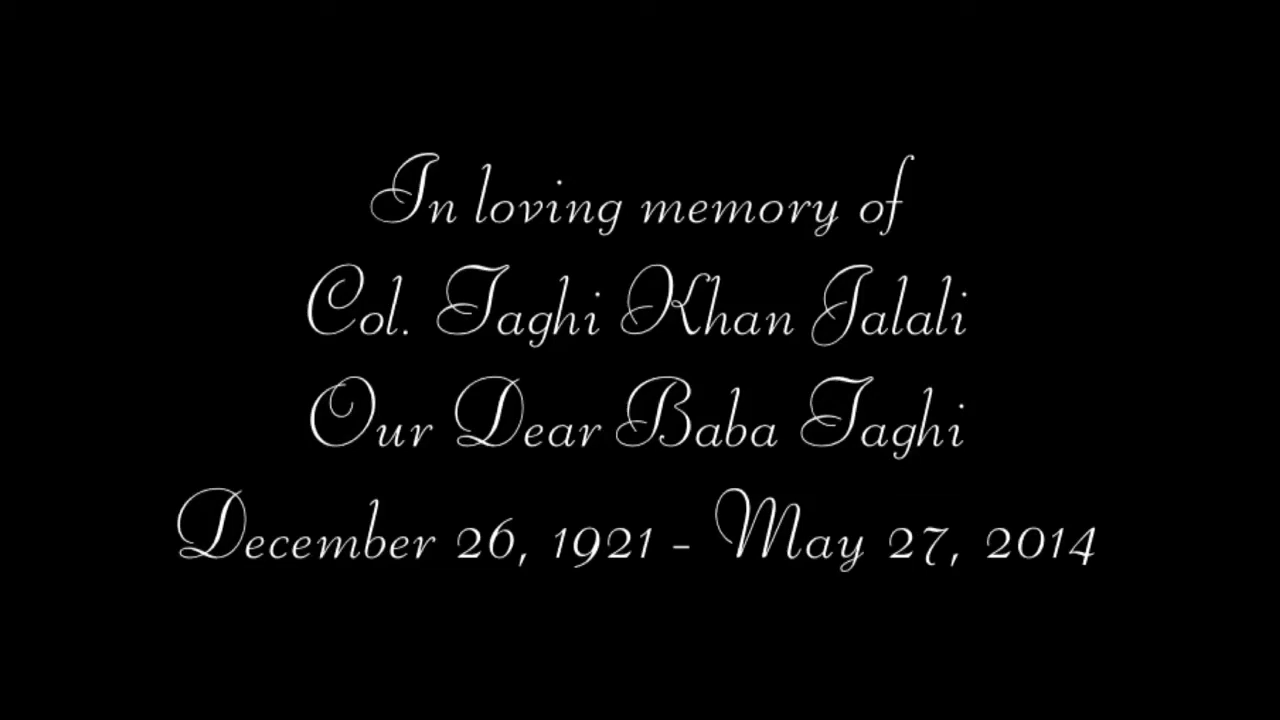 In loving memory of
Col. Taghi Khan Jalali
Our Dear Baba Taghi
December 26, 1921 - May 27, 2014